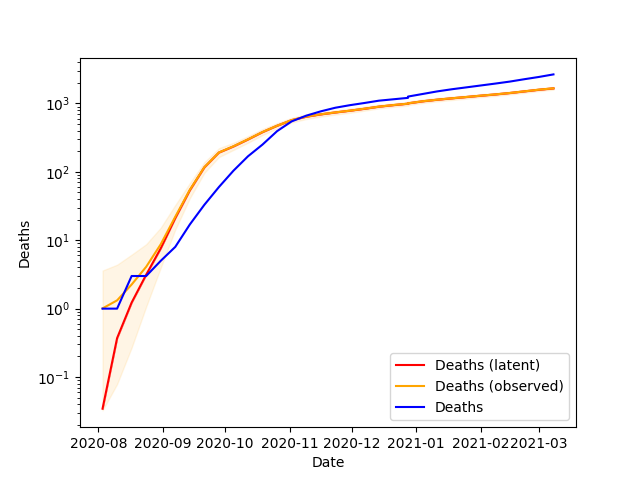 Deaths
10³
10²
10¹
10⁰
10⁻¹
Deaths (latent)
Deaths (observed)
Deaths
2020-08 2020-09 2020-10 2020-11 2020-12 2021-01 2021-02 2021-03
Date